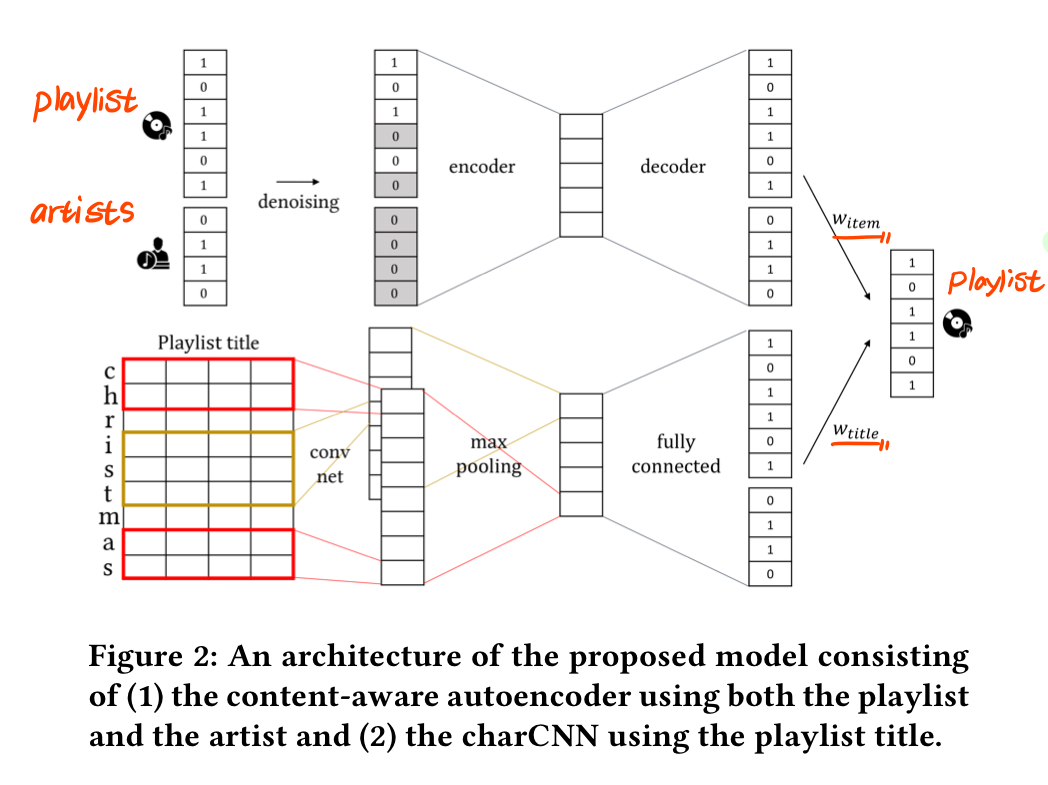 playlist
1
0
1
1
0
1
artists
0
1
1
0
denoising
1
0
1
0
0
0
0
0
0
0
encoder
decoder
1
0
1
1
0
1
0
1
1
0
w_item
Playlist title
c
h
r
i
s
t
m
a
s
conv
net
max
pooling
fully
connected
1
0
1
1
0
1
0
1
1
0
w_title
1
0
1
1
0
1
Playlist
Figure 2: An architecture of the proposed model consisting
of (1) the content-aware autoencoder using both the playlist
and the artist and (2) the charCNN using the playlist title.